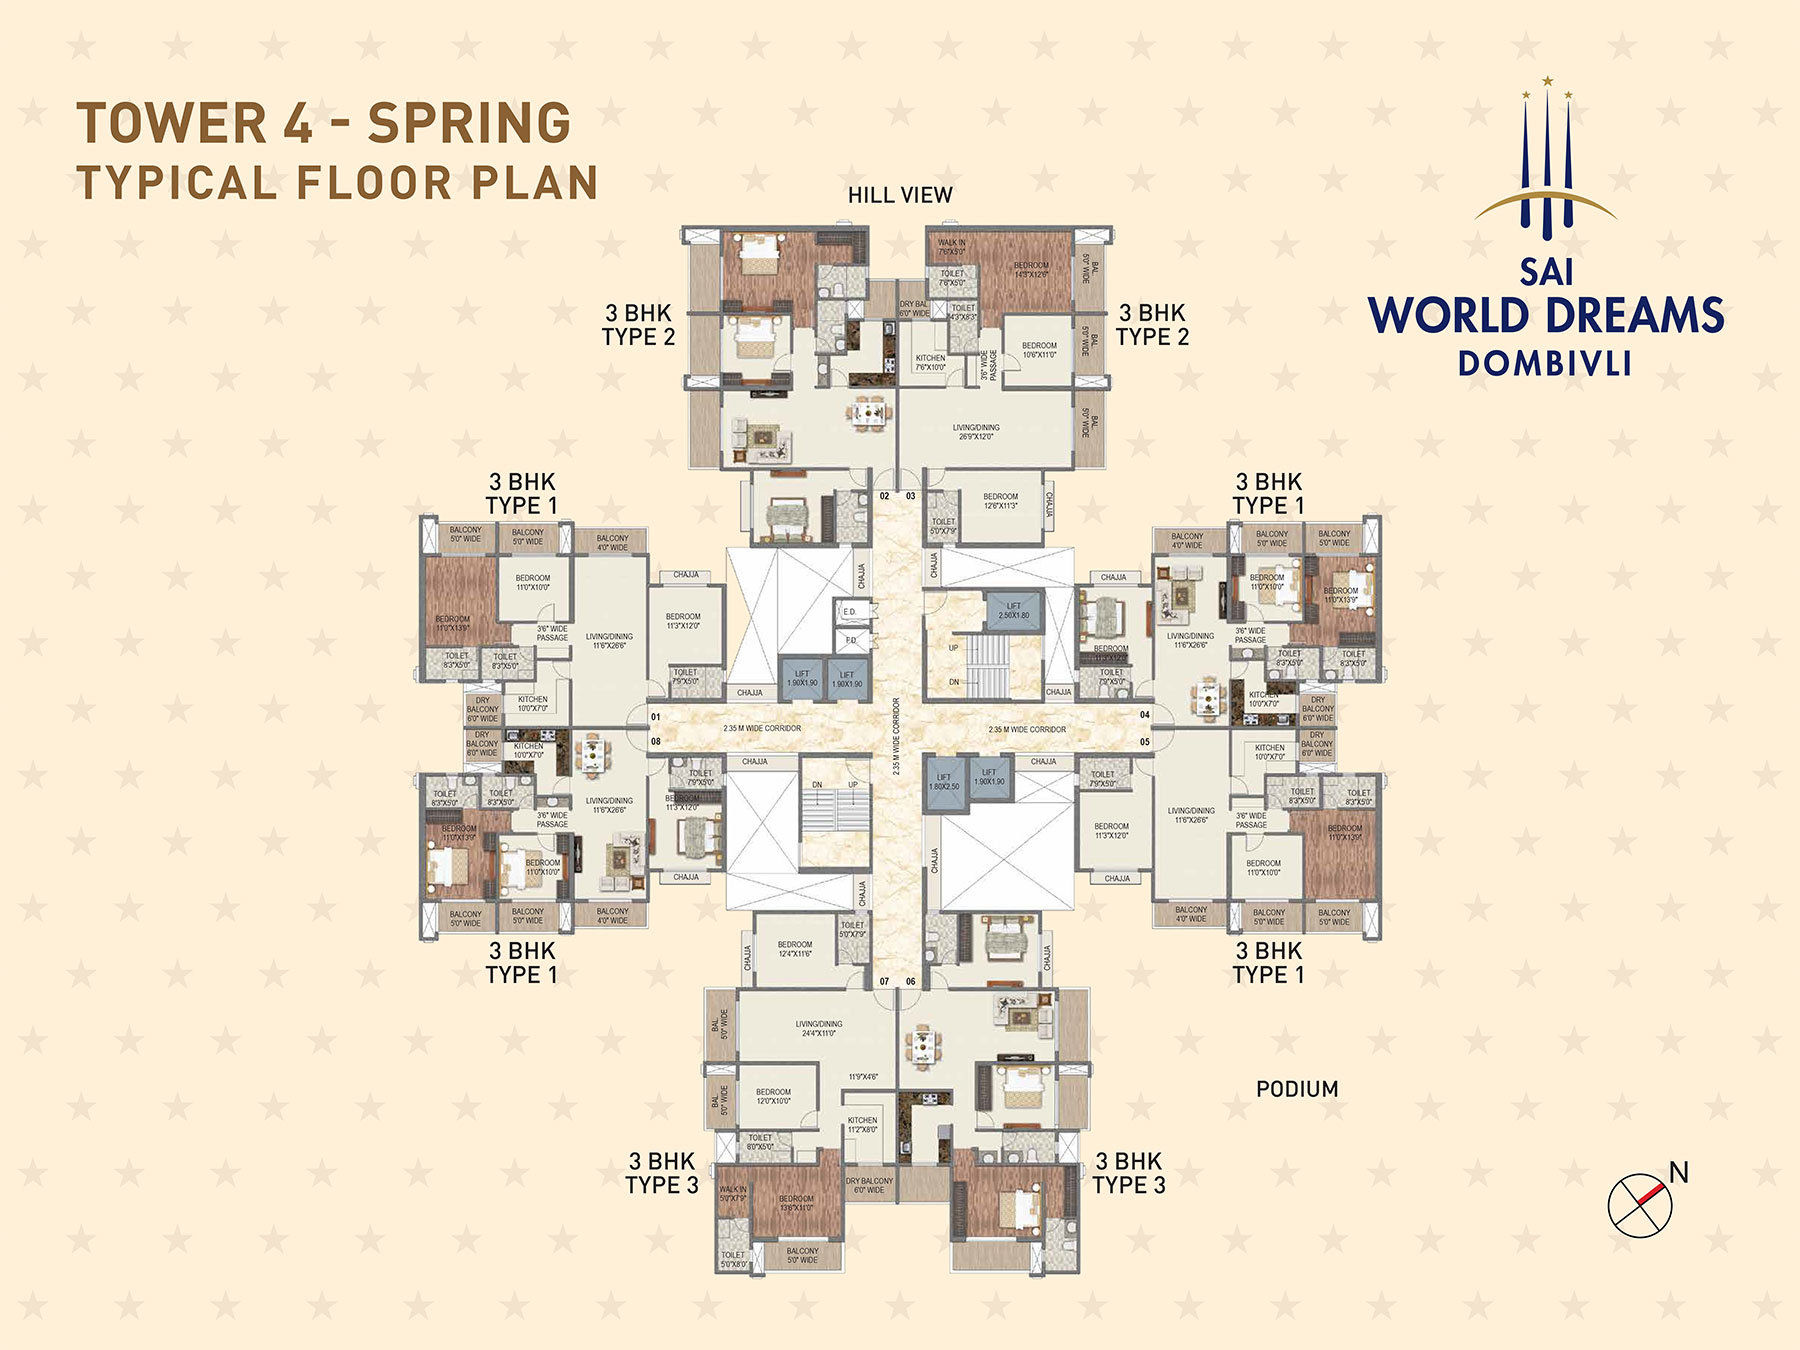 TOWER 4 - SPRING
TYPICAL FLOOR PLAN
SAI
WORLD DREAMS
DOMBIVLI
HILL VIEW
3 BHK
TYPE 2
WALK IN
7'6"X5'0"
BEDROOM
14'3"X12'6"
BAL.
5'0" WIDE
TOILET
7'6"X5'0"
DRY BAL
6'0" WIDE
TOILET
4'3"X8'3"
3 BHK
TYPE 2
KITCHEN
7'6"X10'0"
3'6" WIDE
PASSAGE
BEDROOM
10'6"X11'0"
BAL.
5'0" WIDE
LIVING/DINING
26'9"X12'0"
BAL.
5'0" WIDE
02
03
BEDROOM
12'6"X11'3"
CHAJJA
TOILET
5'0"X7'9"
CHAJJA
CHAJJA
3 BHK
TYPE 1
BALCONY
5'0" WIDE
BALCONY
5'0" WIDE
BALCONY
4'0" WIDE
BEDROOM
11'0"X10'0"
CHAJJA
BEDROOM
11'0"X13'9"
BEDROOM
11'3"X12'0"
3'6" WIDE
PASSAGE
LIVING/DINING
11'6"X26'6"
TOILET
8'3"X5'0"
TOILET
8'3"X5'0"
TOILET
7'9"X5'0"
KITCHEN
10'0"X7'0"
DRY
BALCONY
6'0" WIDE
CHAJJA
01
E.D.
F.D
LIFT
1.90X1.90
LIFT
1.90X1.90
LIFT
2.50X1.80
UP
DN
CHAJJA
2.35 M WIDE CORRIDOR
2.35 M WIDE CORRIDOR
2.35 M WIDE CORRIDOR
3 BHK
TYPE 1
BALCONY
4'0" WIDE
BALCONY
5'0" WIDE
BALCONY
5'0" WIDE
CHAJJA
BEDROOM
11'0"X10'0"
BEDROOM
11'0"X13'9"
LIVING/DINING
11'6"X26'6"
3'6" WIDE
PASSAGE
BEDROOM
11'3"X12'0"
TOILET
8'3"X5'0"
TOILET
8'3"X5'0"
TOILET
7'9"X5'0"
KITCHEN
10'0"X7'0"
DRY
BALCONY
6'0" WIDE
04
08
DRY
BALCONY
6'0" WIDE
KITCHEN
10'0"X7'0"
TOILET
8'3"X5'0"
TOILET
8'3"X5'0"
TOILET
7'9"X5'0"
LIVING/DINING
11'6"X26'6"
BEDROOM
11'3"X12'0"
3'6" WIDE
PASSAGE
BEDROOM
11'0"X13'9"
BEDROOM
11'0"X10'0"
CHAJJA
BALCONY
5'0" WIDE
BALCONY
5'0" WIDE
BALCONY
4'0" WIDE
3 BHK
TYPE 1
CHAJJA
DN
UP
CHAJJA
LIFT
1.80X2.50
LIFT
1.90X1.90
CHAJJA
CHAJJA
05
TOILET
7'9"X5'0"
KITCHEN
10'0"X7'0"
DRY
BALCONY
6'0" WIDE
TOILET
8'3"X5'0"
TOILET
8'3"X5'0"
LIVING/DINING
11'6"X26'6"
3'6" WIDE
PASSAGE
BEDROOM
11'3"X12'0"
BEDROOM
11'0"X13'9"
BEDROOM
11'0"X10'0"
CHAJJA
BALCONY
4'0" WIDE
BALCONY
5'0" WIDE
BALCONY
5'0" WIDE
3 BHK
TYPE 1
CHAJJA
BEDROOM
12'4"X11'6"
TOILET
5'0"X7'9"
CHAJJA
07
06
BAL.
5'0" WIDE
LIVING/DINING
24'4"X11'0"
11'9"X4'6"
BAL.
5'0" WIDE
BEDROOM
12'0"X10'0"
KITCHEN
11'2"X8'0"
TOILET
8'0"X5'0"
3 BHK
TYPE 3
WALK IN
5'0"X7'9"
BEDROOM
13'6"X11'0"
DRY BALCONY
6'0" WIDE
TOILET
5'0"X8'0"
BALCONY
5'0" WIDE
3 BHK
TYPE 3
PODIUM
N